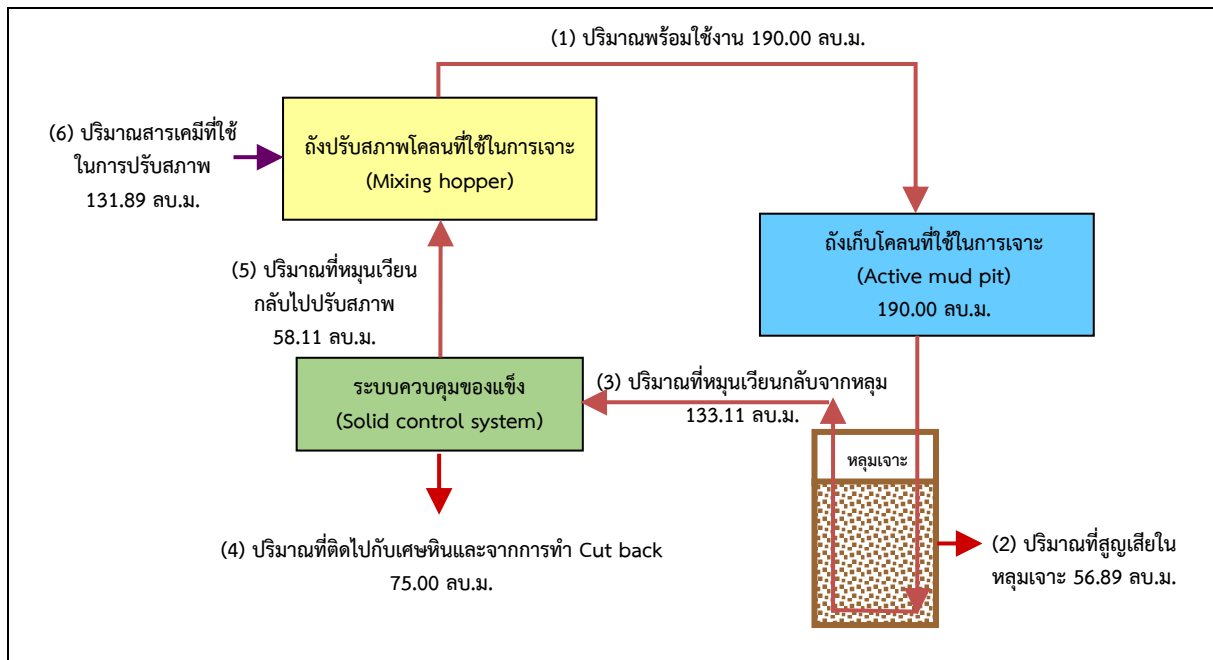 (1) ปริมาณพร้อมใช้งาน 190.00 ลบ.ม.
(6) ปริมาณสารเคมีที่ใช้
ในการปรับสภาพ
131.89 ลบ.ม.
ถังปรับสภาพโคลนที่ใช้ในการเจาะ
(Mixing hopper)
ถังเก็บโคลนที่ใช้ในการเจาะ
(Active mud pit)
190.00 ลบ.ม.
(5) ปริมาณที่หมุนเวียน
กลับไปปรับสภาพ
58.11 ลบ.ม.
ระบบควบคุมของแข็ง
(Solid control system)
(3) ปริมาณที่หมุนเวียนกลับจากหลุม
133.11 ลบ.ม.
หลุมเจาะ
(4) ปริมาณที่ติดไปกับเศษหินและจากการทำ Cut back
75.00 ลบ.ม.
(2) ปริมาณที่สูญเสียใน
หลุมเจาะ 56.89 ลบ.ม.